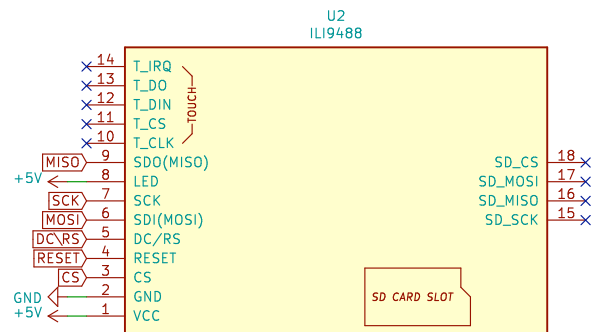 U2
ILI9488
14 T_IRQ
13 T_DO
12 T_DIN
11 T_CS
10 T_CLK
TOUCH
MISO 9 SDO(MISO)
+5V 8 LED
SCK 7 SCK
MOSI 6 SDI(MOSI)
DC\RS 5 DC/RS
RESET 4 RESET
CS 3 CS
GND 2 GND
+5V 1 VCC
SD_CS 18
SD_MOSI 17
SD_MISO 16
SD_SCK 15
SD CARD SLOT